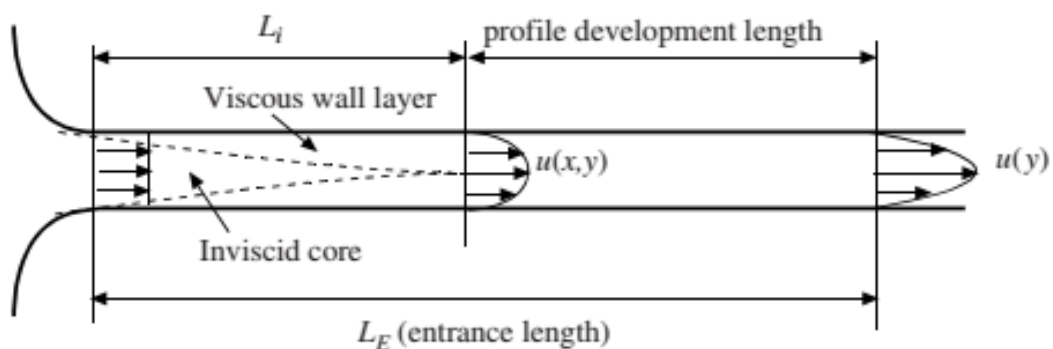 L_i
profile development length
Viscous wall layer
u(x,y)
u(y)
Inviscid core
L_E (entrance length)